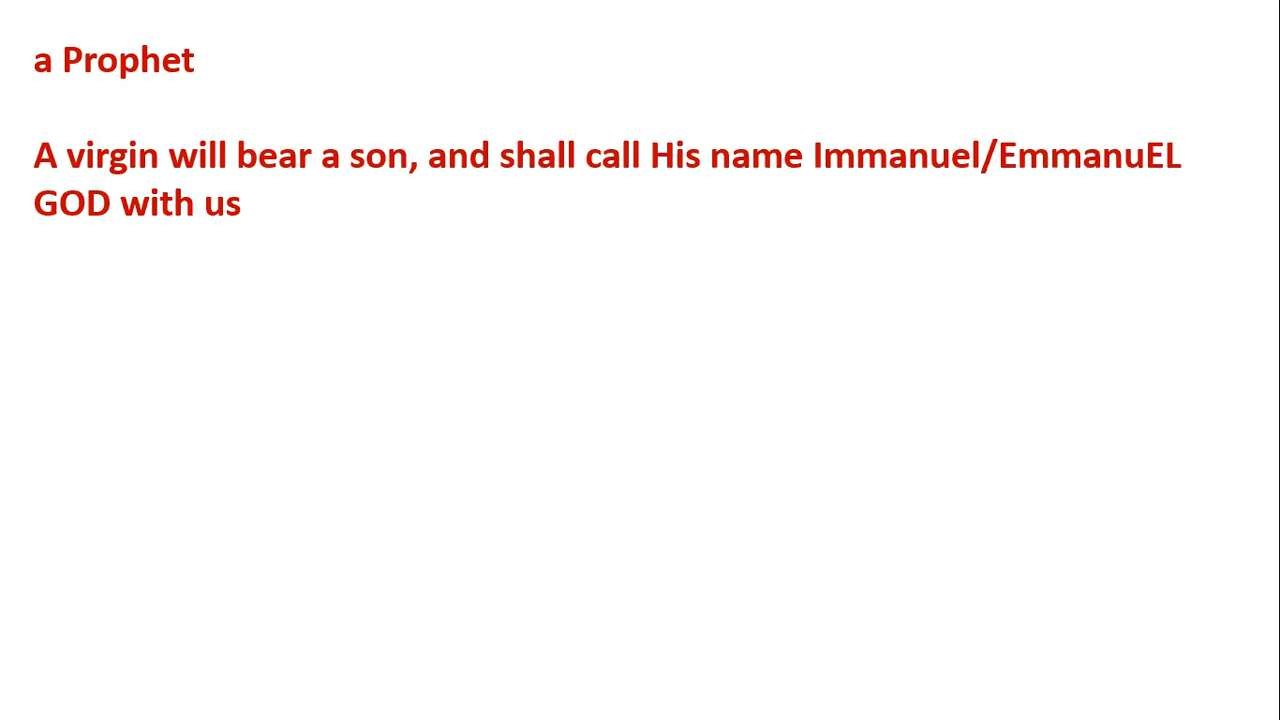 a Prophet
A virgin will bear a son, and shall call His name Immanuel/EmmanuEL
GOD with us